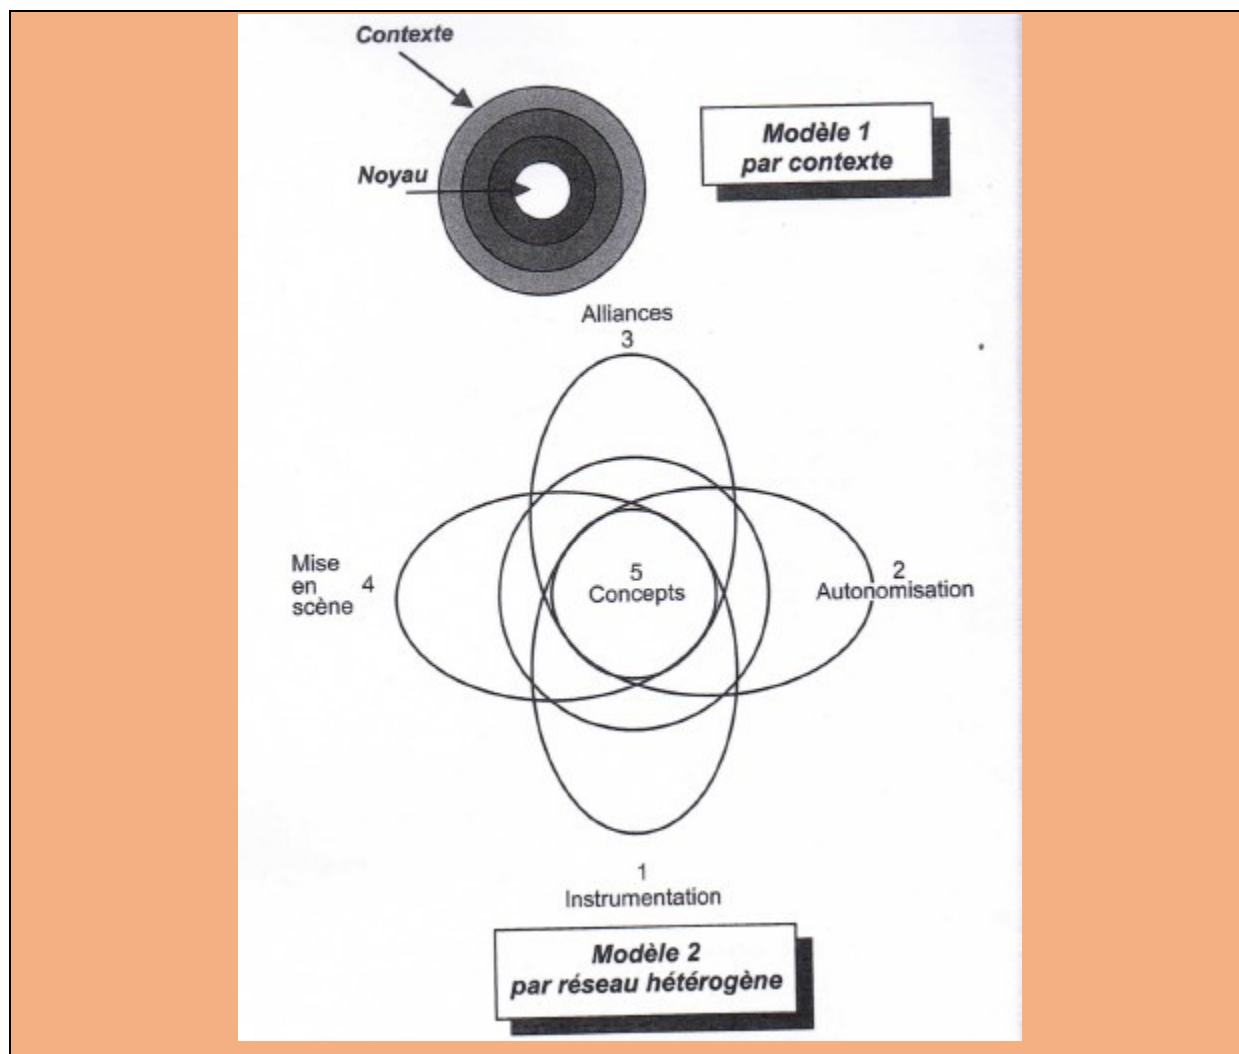 Contexte
Modèle 1
par contexte
Noyau
Alliances
3
Mise
en
scène
4
5
Concepts
2
Autonomisation
1
Instrumentation
Modèle 2
par réseau hétérogène